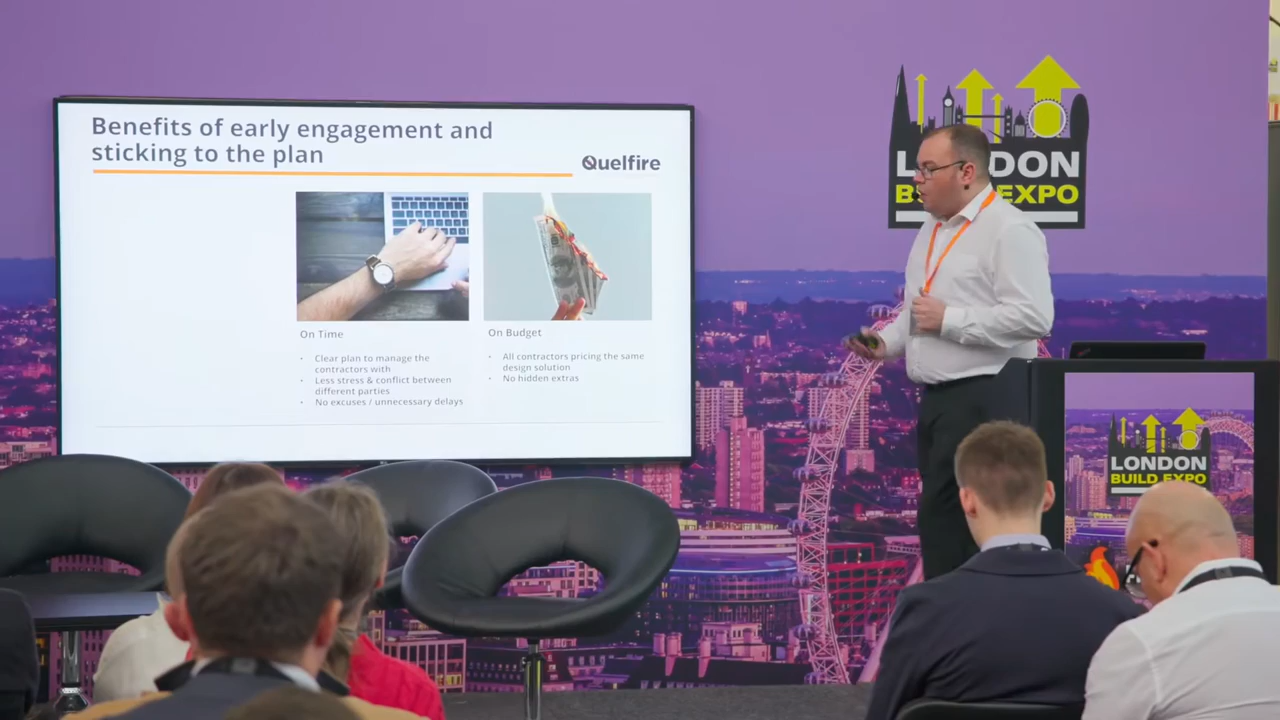 Benefits of early engagement and
sticking to the plan
Quelfire
On Time
· Clear plan to manage the
contractors with
· Less stress & conflict between
different parties
· No excuses / unnecessary delays
On Budget
· All contractors pricing the same
design solution
· No hidden extras
L DON
B EXPO
LONDON
BUILD EXPO